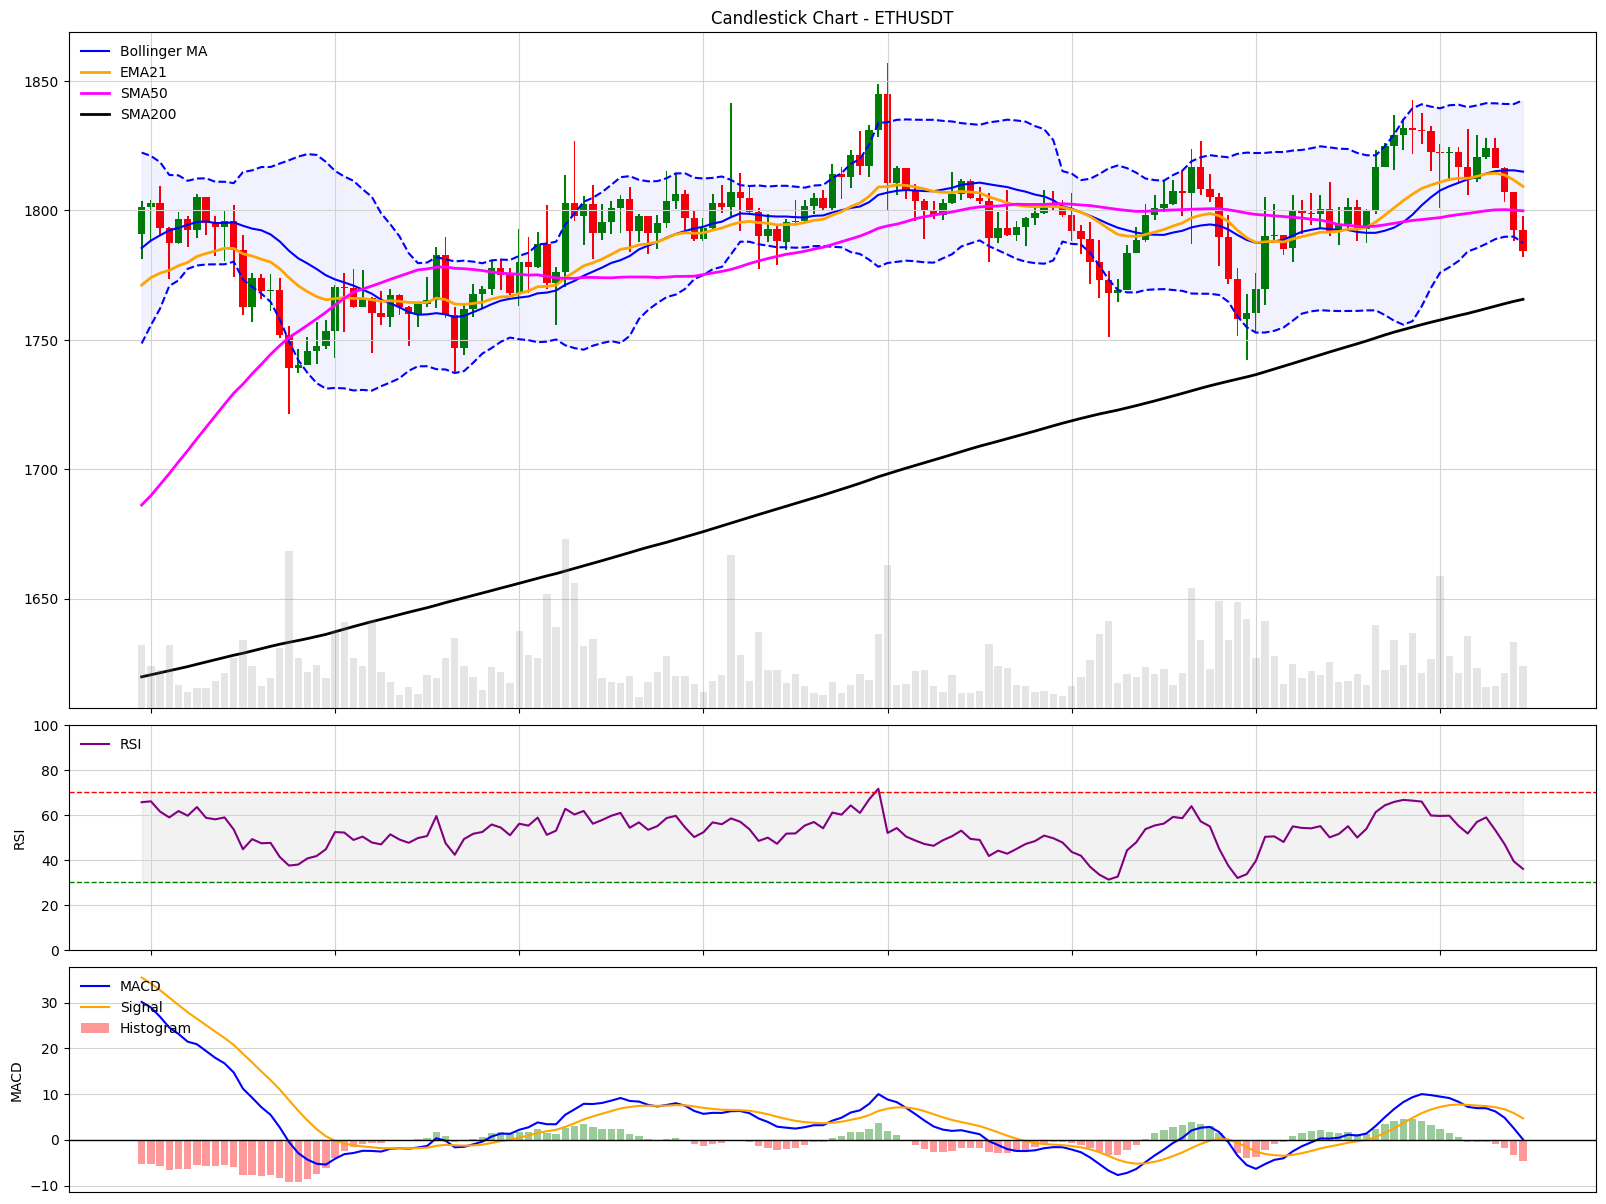 Candlestick Chart - ETHUSDT
Bollinger MA
EMA21
SMA50
SMA200
1850
1800
1750
1700
1650
RSI
100
80
60
40
20
0
RSI
MACD
Signal
Histogram
30
20
10
0
−10
MACD